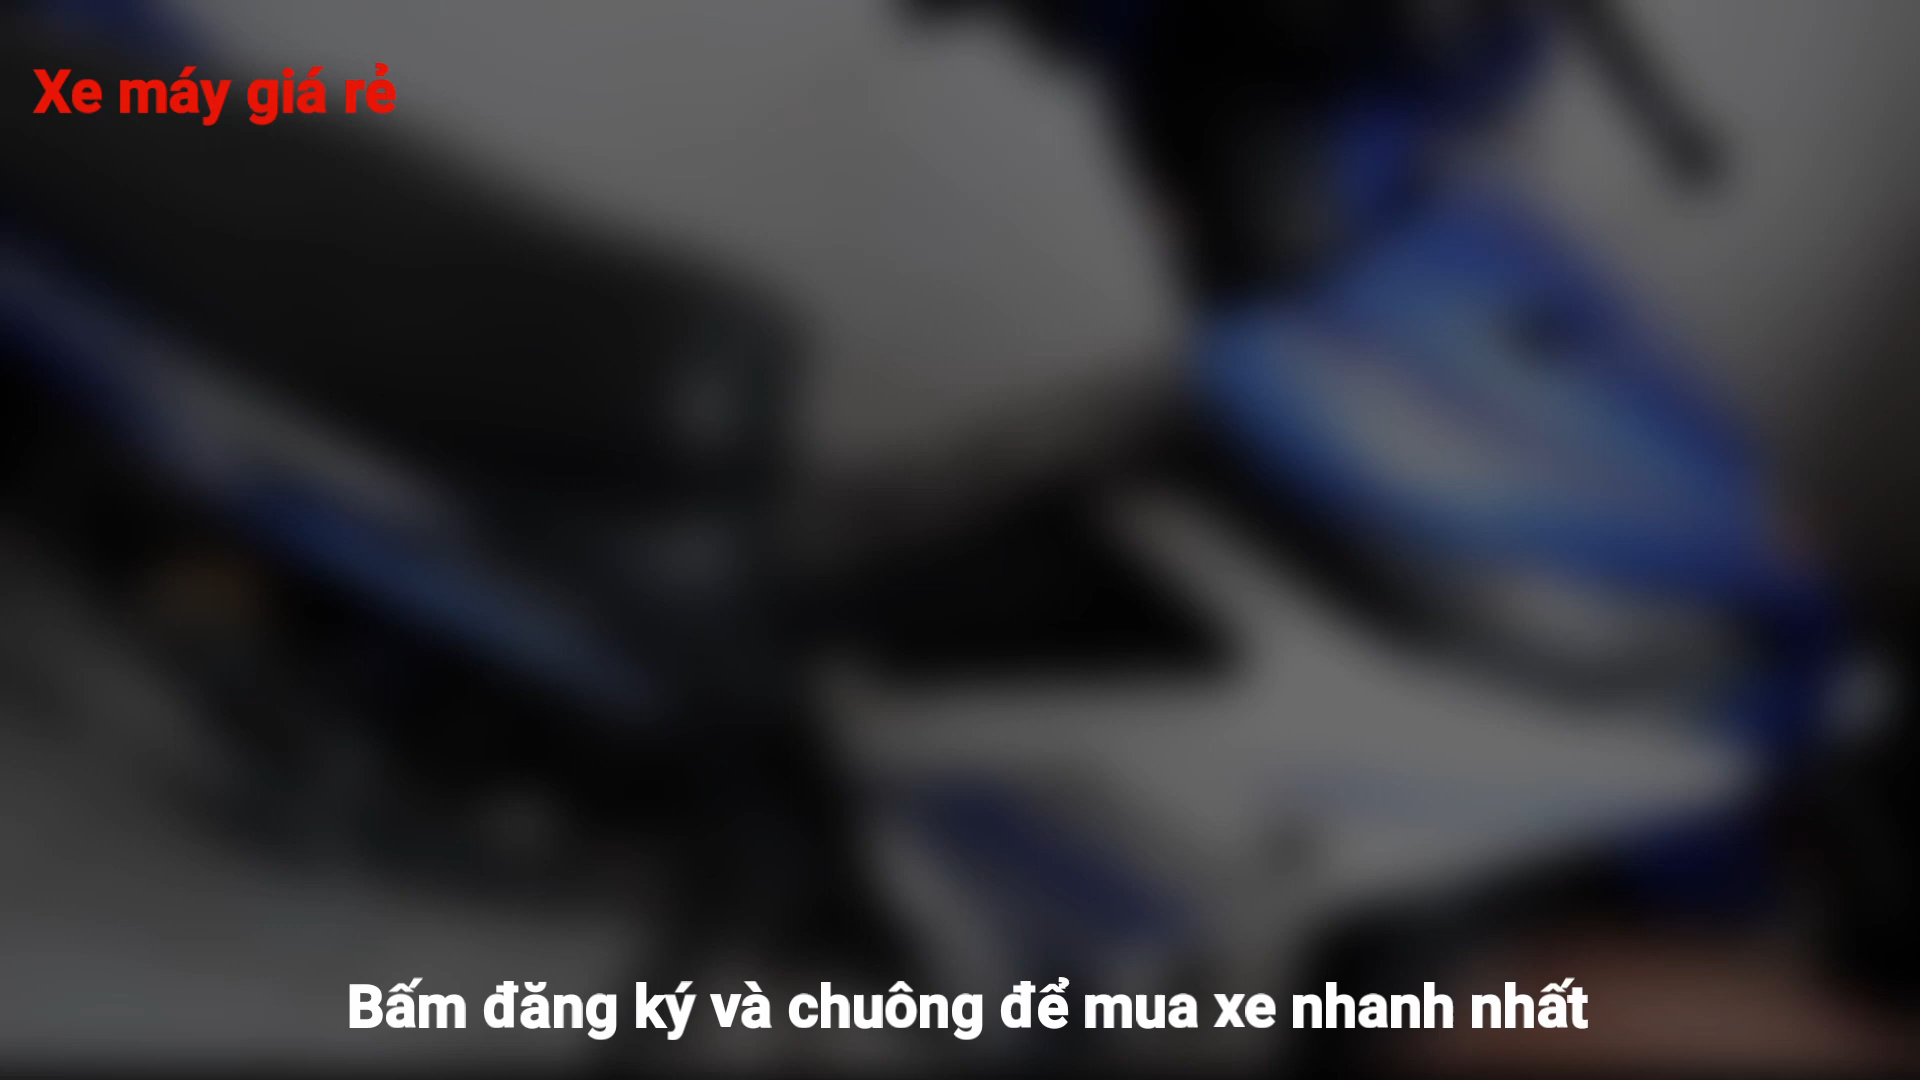 Xe máy giá rẻ
Bấm đăng ký và chuông để mua xe nhanh nhất